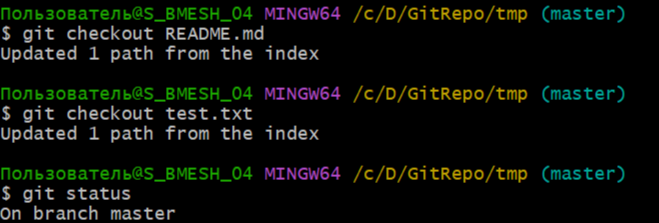 Пользователь@S_BMESH_04 MINGW64 /c/D/GitRepo/tmp (master)
$ git checkout README.md
Updated 1 path from the index
Пользователь@S_BMESH_04 MINGW64 /c/D/GitRepo/tmp (master)
$ git checkout test.txt
Updated 1 path from the index
Пользователь@S_BMESH_04 MINGW64 /c/D/GitRepo/tmp (master)
$ git status
On branch master